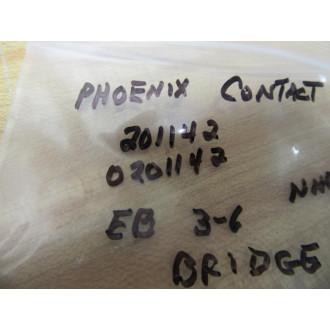 PHOENIX CONTACT
201142
0201142
EB 3-6
BRIDGE